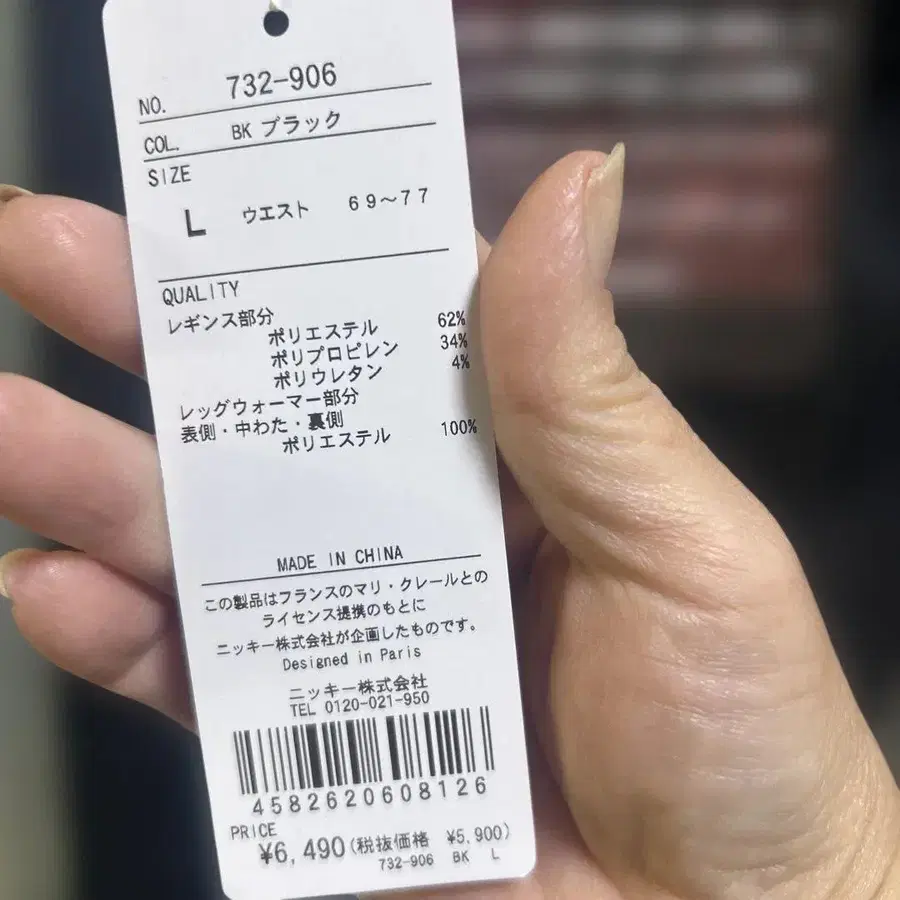 NO. 732-906
COL. BK ブラック
SIZE
L ウエスト 69～77
QUALITY
レギンス部分
ポリエステル 62%
ポリプロピレン 34%
ポリウレタン 4%
レッグウォーマー部分
表側・中わた・裏側
ポリエステル 100%
MADE IN CHINA
この製品はフランスのマリ・クレールとの
ライセンス提携のもとに
ニッキー株式会社が企画したものです。
Designed in Paris
ニッキー株式会社
TEL 0120-021-950
4582620608126
PRICE
¥6,490(税抜価格 ¥5,900)
732-906 BK L